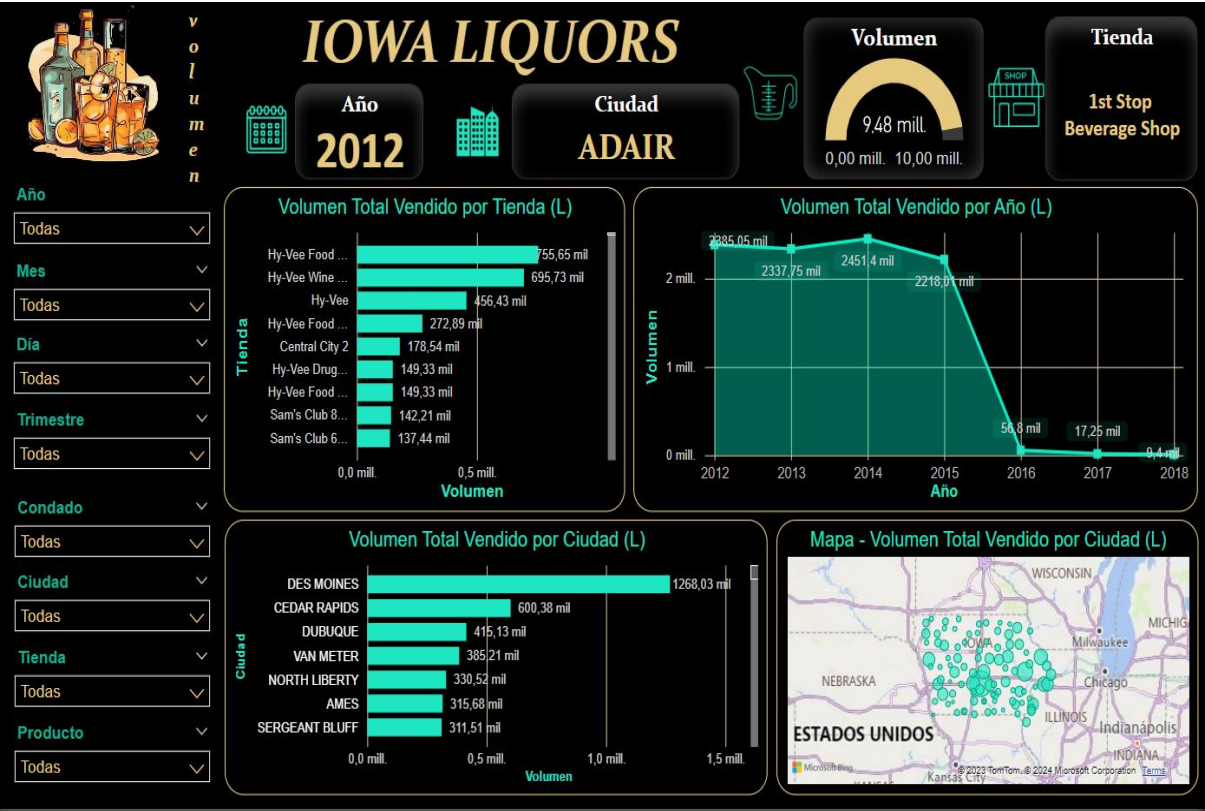 volumen
IOWA LIQUORS
Año
2012
Ciudad
ADAIR
Volumen
9,48 mill.
0,00 mill. 10,00 mill.
SHOP
Tienda
1st Stop
Beverage Shop
Año
Todas
Mes
Todas
Día
Todas
Trimestre
Todas
Condado
Todas
Ciudad
Todas
Tienda
Todas
Producto
Todas
Volumen Total Vendido por Tienda (L)
Tienda
Hy-Vee Food ... 755,65 mil
Hy-Vee Wine ... 695,73 mil
Hy-Vee 456,43 mil
Hy-Vee Food ... 272,89 mil
Central City 2 178,54 mil
Hy-Vee Drug... 149,33 mil
Hy-Vee Food ... 149,33 mil
Sam's Club 8... 142,21 mil
Sam's Club 6... 137,44 mil
0,0 mill. 0,5 mill.
Volumen
Volumen Total Vendido por Año (L)
Volumen
2385,05 mil
2337,75 mil
2451,4 mil
2218,01 mil
56,8 mil
17,25 mil
9,4 mil
2 mill.
1 mill.
0 mill.
2012 2013 2014 2015 2016 2017 2018
Año
Volumen Total Vendido por Ciudad (L)
Ciudad
DES MOINES 1268,03 mil
CEDAR RAPIDS 600,38 mil
DUBUQUE 415,13 mil
VAN METER 385,21 mil
NORTH LIBERTY 330,52 mil
AMES 315,68 mil
SERGEANT BLUFF 311,51 mil
0,0 mill. 0,5 mill. 1,0 mill. 1,5 mill.
Volumen
Mapa - Volumen Total Vendido por Ciudad (L)
WISCONSIN
MICHIG
IOWA
Milwaukee
NEBRASKA
Chicago
ILLINOIS
Indianápolis
ESTADOS UNIDOS
INDIANA
Kansas City
Microsoft Bing
© 2023 TomTom, © 2024 Microsoft Corporation Terms